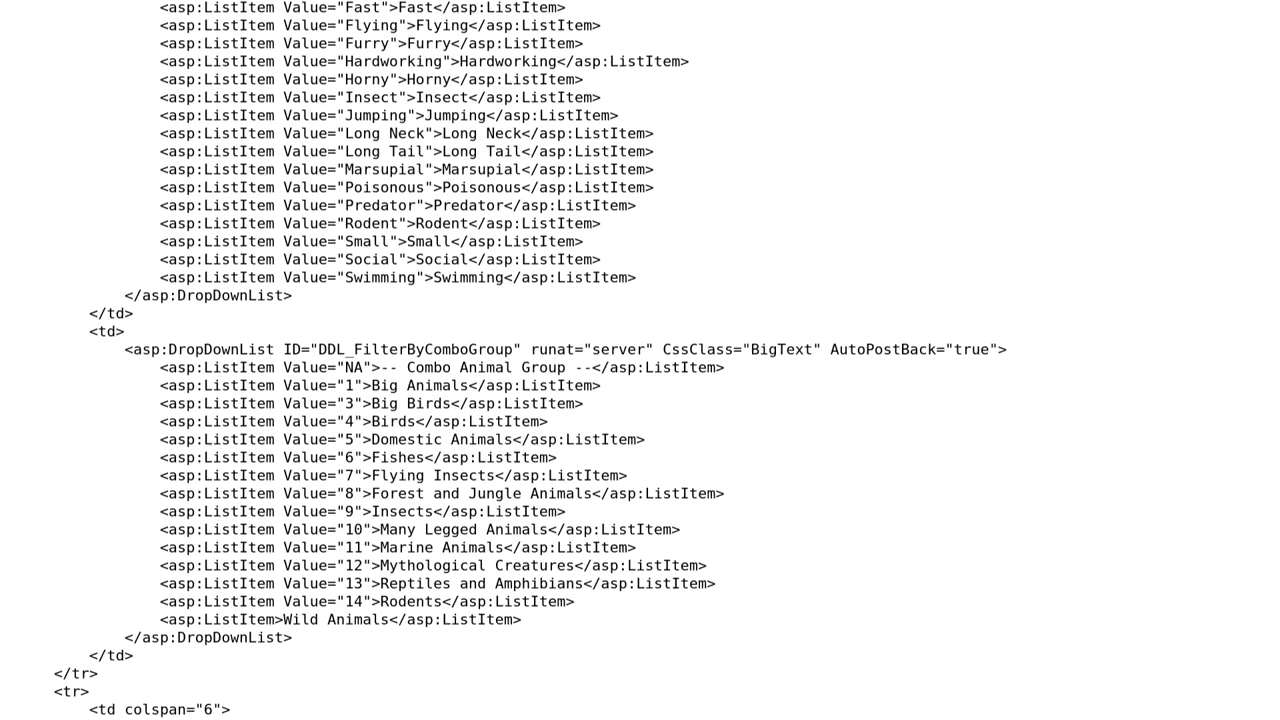 <asp:ListItem Value="Fast">Fast</asp:ListItem>
<asp:ListItem Value="Flying">Flying</asp:ListItem>
<asp:ListItem Value="Furry">Furry</asp:ListItem>
<asp:ListItem Value="Hardworking">Hardworking</asp:ListItem>
<asp:ListItem Value="Horny">Horny</asp:ListItem>
<asp:ListItem Value="Insect">Insect</asp:ListItem>
<asp:ListItem Value="Jumping">Jumping</asp:ListItem>
<asp:ListItem Value="Long Neck">Long Neck</asp:ListItem>
<asp:ListItem Value="Long Tail">Long Tail</asp:ListItem>
<asp:ListItem Value="Marsupial">Marsupial</asp:ListItem>
<asp:ListItem Value="Poisonous">Poisonous</asp:ListItem>
<asp:ListItem Value="Predator">Predator</asp:ListItem>
<asp:ListItem Value="Rodent">Rodent</asp:ListItem>
<asp:ListItem Value="Small">Small</asp:ListItem>
<asp:ListItem Value="Social">Social</asp:ListItem>
<asp:ListItem Value="Swimming">Swimming</asp:ListItem>
</asp:DropDownList>
</td>
<td>
<asp:DropDownList ID="DDL_FilterByComboGroup" runat="server" CssClass="BigText" AutoPostBack="true">
<asp:ListItem Value="NA">-- Combo Animal Group --</asp:ListItem>
<asp:ListItem Value="1">Big Animals</asp:ListItem>
<asp:ListItem Value="3">Big Birds</asp:ListItem>
<asp:ListItem Value="4">Birds</asp:ListItem>
<asp:ListItem Value="5">Domestic Animals</asp:ListItem>
<asp:ListItem Value="6">Fishes</asp:ListItem>
<asp:ListItem Value="7">Flying Insects</asp:ListItem>
<asp:ListItem Value="8">Forest and Jungle Animals</asp:ListItem>
<asp:ListItem Value="9">Insects</asp:ListItem>
<asp:ListItem Value="10">Many Legged Animals</asp:ListItem>
<asp:ListItem Value="11">Marine Animals</asp:ListItem>
<asp:ListItem Value="12">Mythological Creatures</asp:ListItem>
<asp:ListItem Value="13">Reptiles and Amphibians</asp:ListItem>
<asp:ListItem Value="14">Rodents</asp:ListItem>
<asp:ListItem>Wild Animals</asp:ListItem>
</asp:DropDownList>
</td>
</tr>
<tr>
<td colspan="6">